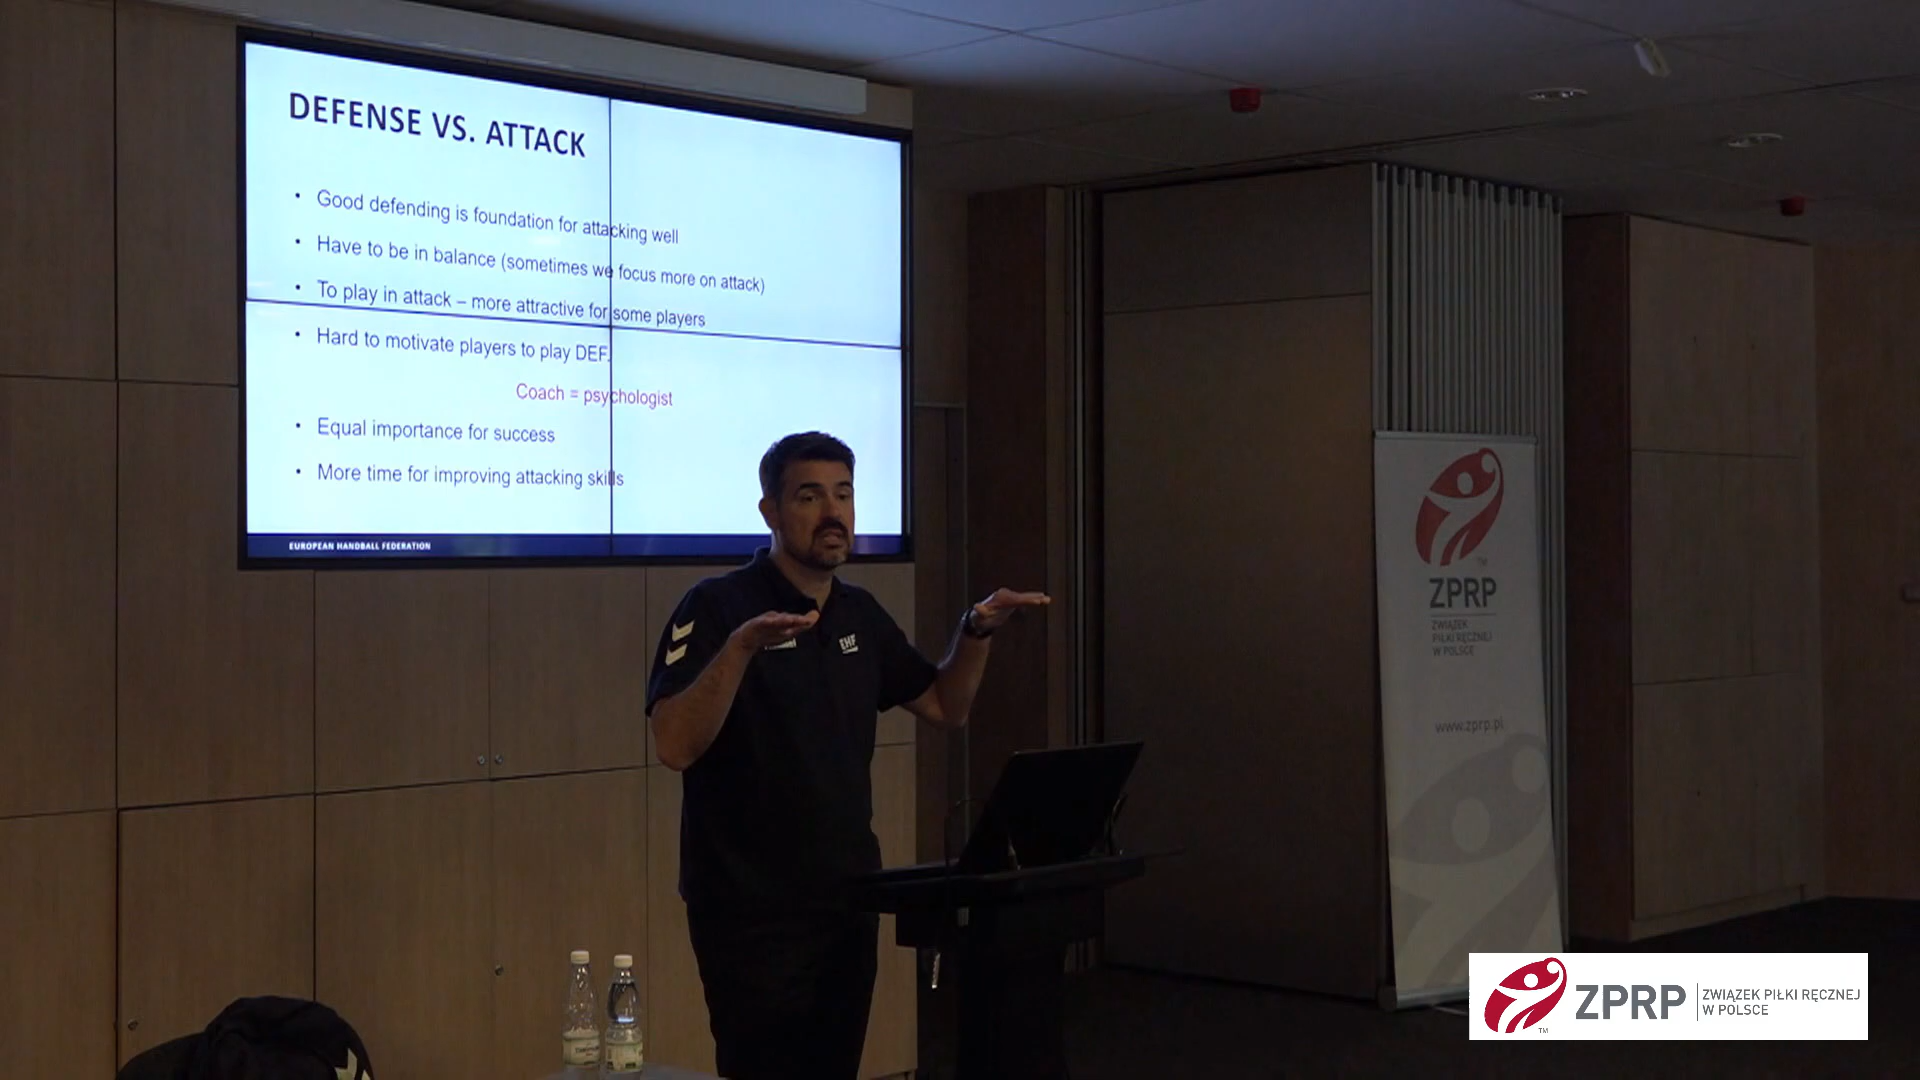 DEFENSE VS. ATTACK
• Good defending is foundation for attacking well
• Have to be in balance (sometimes we focus more on attack)
• To play in attack – more attractive for some players
• Hard to motivate players to play DEF.
Coach = psychologist
• Equal importance for success
• More time for improving attacking skills
EUROPEAN HANDBALL FEDERATION
EHF
TM
ZPRP
ZWIĄZEK
PIŁKI RĘCZNEJ
W POLSCE
www.zprp.pl
ZPRP
ZWIĄZEK PIŁKI RĘCZNEJ
W POLSCE
TM